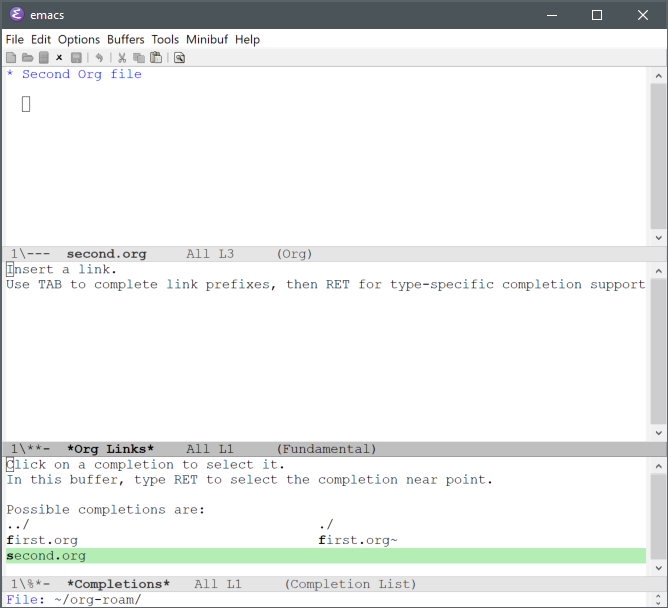 emacs
File Edit Options Buffers Tools Minibuf Help
* Second Org file
1\--- second.org All L3 (Org)
Insert a link.
Use TAB to complete link prefixes, then RET for type-specific completion support
1\**- *Org Links* All L1 (Fundamental)
Click on a completion to select it.
In this buffer, type RET to select the completion near point.
Possible completions are:
../ ./
first.org first.org~
second.org
1\%*- *Completions* All L1 (Completion List)
File: ~/org-roam/